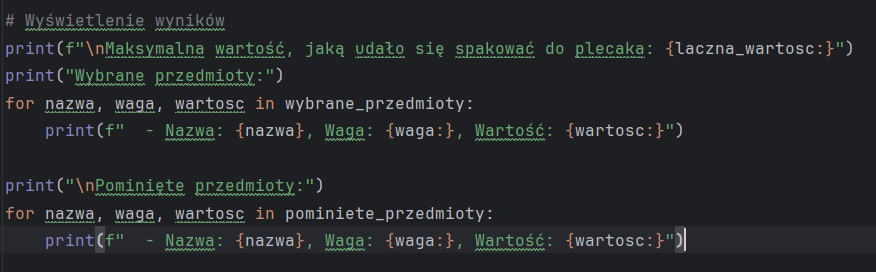 # Wyświetlenie wyników
print(f"\nMaksymalna wartość, jaką udało się spakować do plecaka: {laczna_wartosc:}")
print("Wybrane przedmioty:")
for nazwa, waga, wartosc in wybrane_przedmioty:
    print(f"  - Nazwa: {nazwa}, Waga: {waga:}, Wartość: {wartosc:}")

print("\nPominięte przedmioty:")
for nazwa, waga, wartosc in pominiete_przedmioty:
    print(f"  - Nazwa: {nazwa}, Waga: {waga:}, Wartość: {wartosc:}")